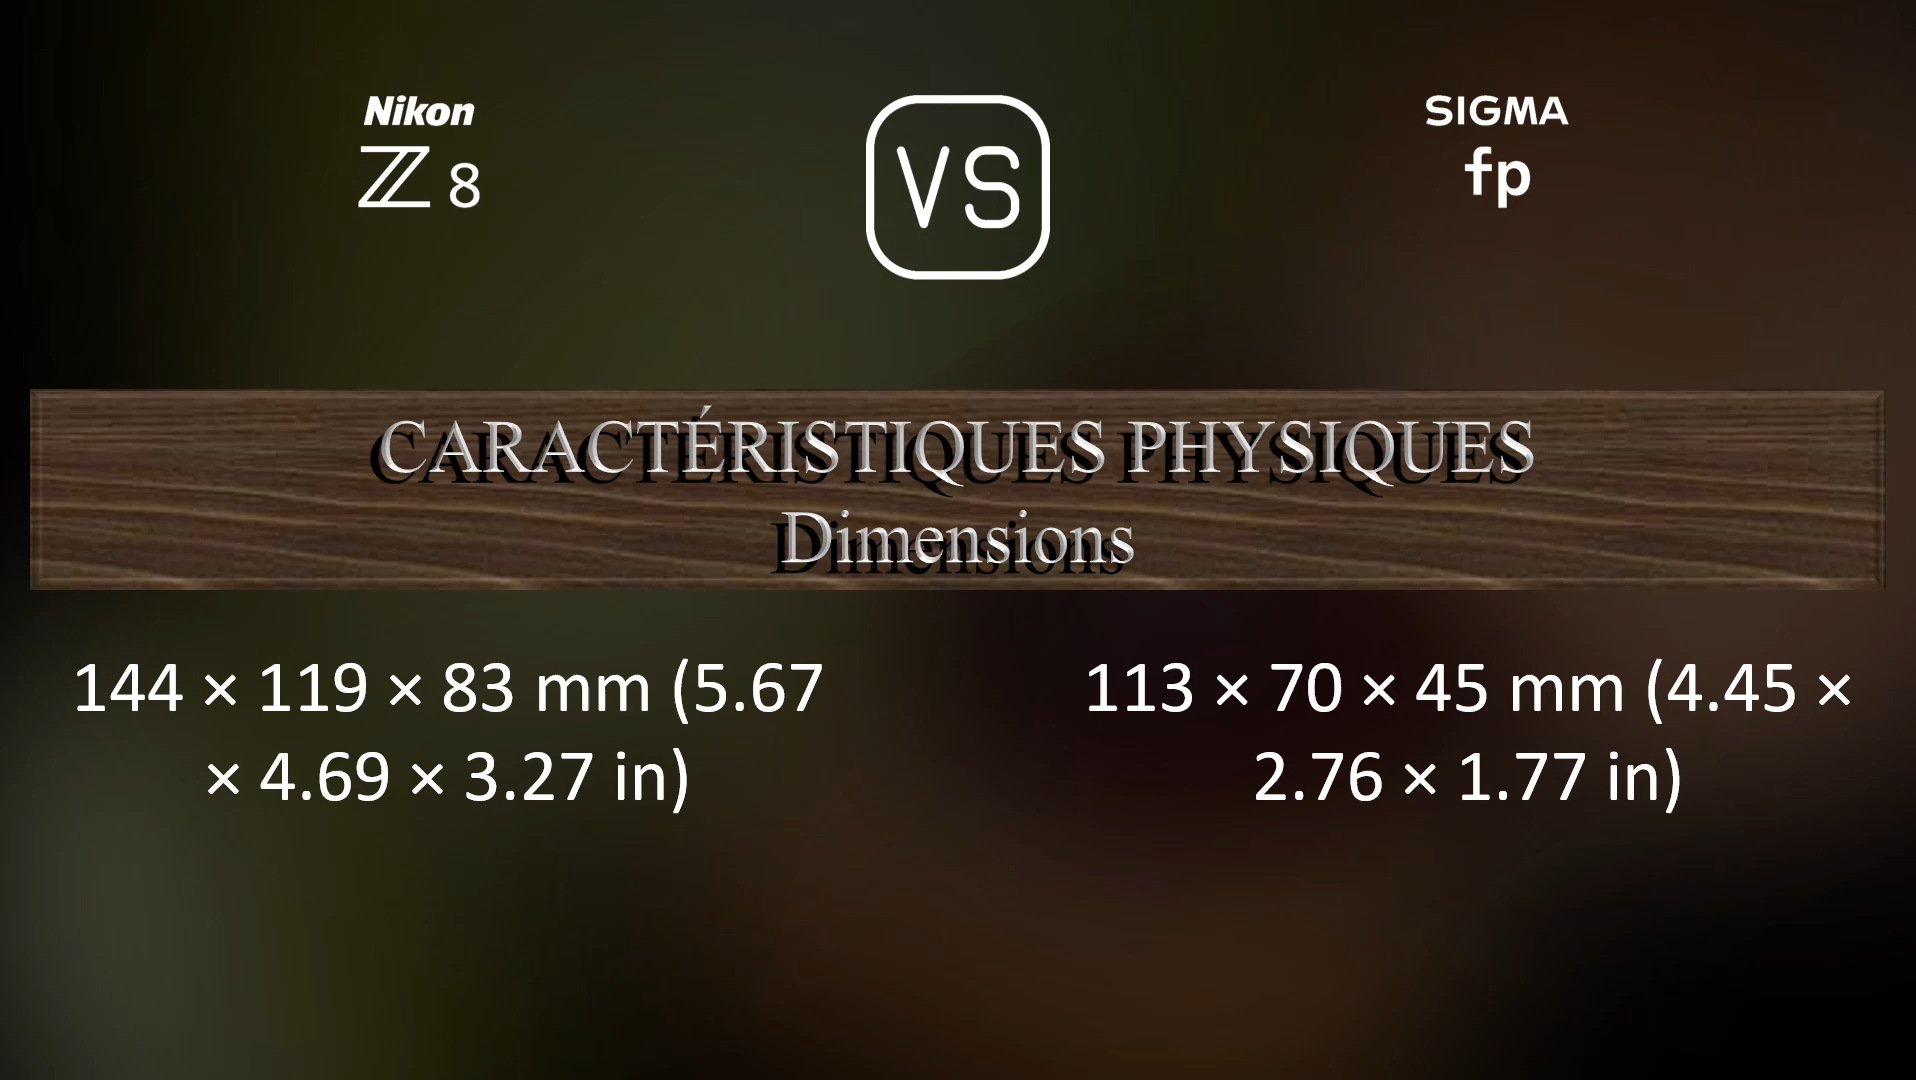 Nikon
Z 8
VS
SIGMA
fp
CARACTÉRISTIQUES PHYSIQUES
Dimensions
144 × 119 × 83 mm (5.67
× 4.69 × 3.27 in)
113 × 70 × 45 mm (4.45 ×
2.76 × 1.77 in)